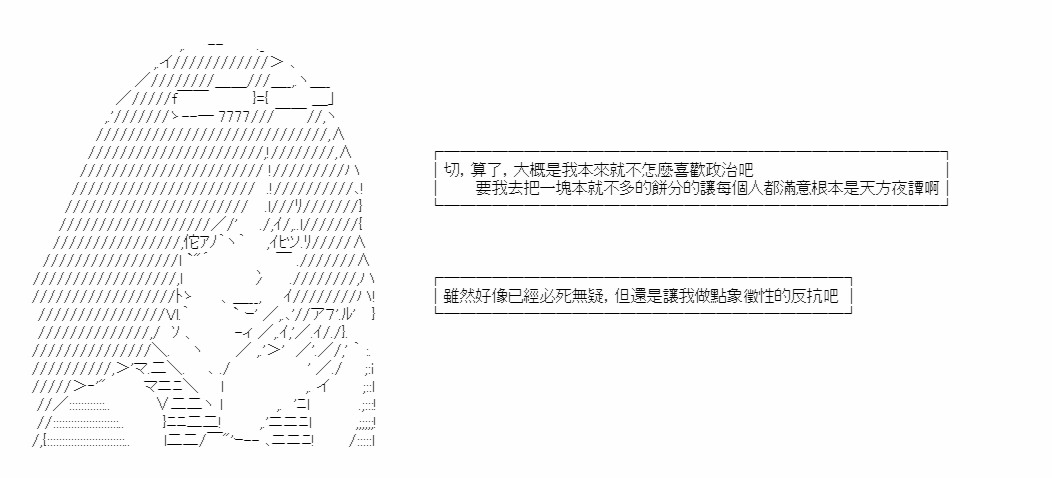 切，算了，大概是我本來就不怎麼喜歡政治吧
要我去把一塊本就不多的餅分的讓每個人都滿意根本是天方夜譚啊
雖然好像已經必死無疑，但還是讓我做點象徵性的反抗吧